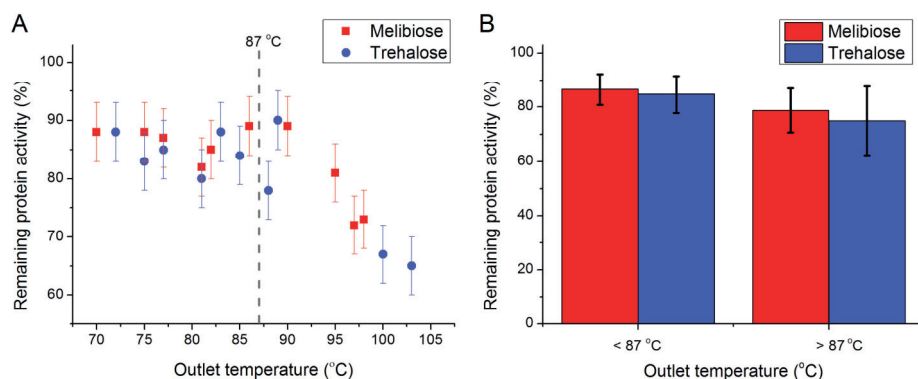 A
87 °C
Melibiose
Trehalose
100
90
80
70
60
Remaining protein activity (%)
70 75 80 85 90 95 100 105
Outlet temperature (°C)
B
Melibiose
Trehalose
100
80
60
40
20
0
Remaining protein activity (%)
< 87 °C > 87 °C
Outlet temperature (°C)